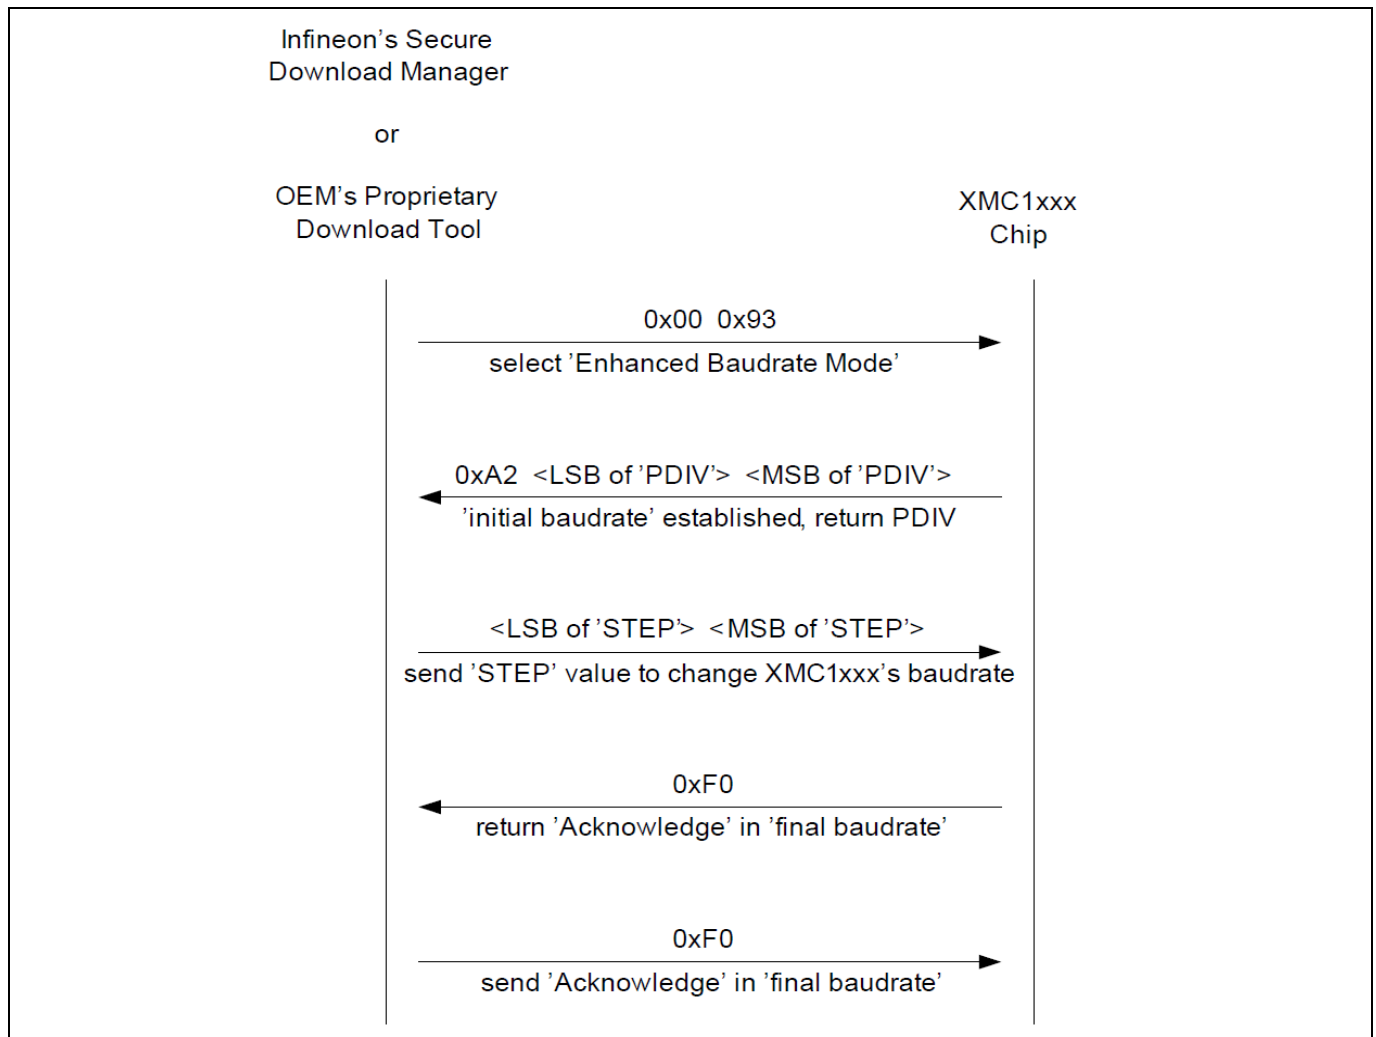 Infineon's Secure
Download Manager
or
OEM's Proprietary
Download Tool
XMC1xxx
Chip
0x00 0x93
select 'Enhanced Baudrate Mode'
0xA2 <LSB of 'PDIV'> <MSB of 'PDIV'>
'initial baudrate' established, return PDIV
<LSB of 'STEP'> <MSB of 'STEP'>
send 'STEP' value to change XMC1xxx's baudrate
0xF0
return 'Acknowledge' in 'final baudrate'
0xF0
send 'Acknowledge' in 'final baudrate'